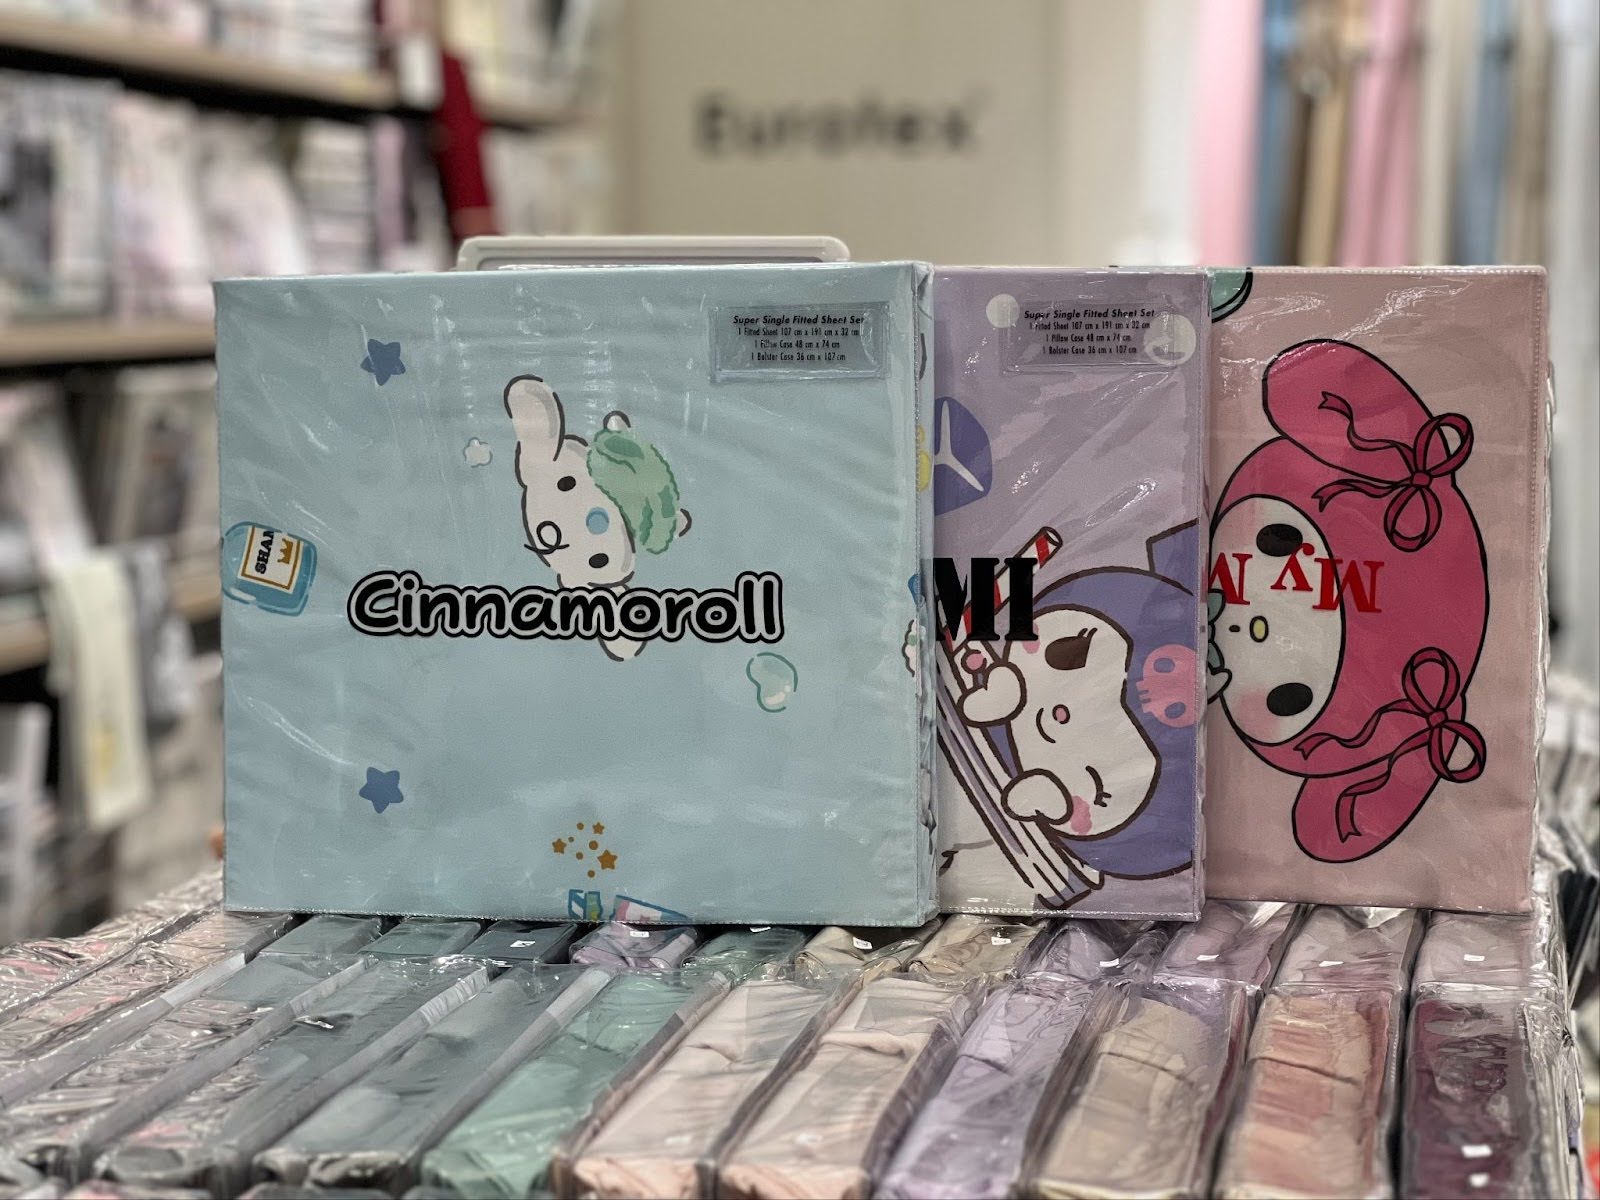 Eurotex
Super Single Fitted Sheet Set
1 Fitted Sheet 107 cm x 191 cm x 32 cm
1 Pillow Case 48 cm x 74 cm
1 Bolster Case 36 cm x 107 cm
SHAM
Cinnamoroll
Super Single Fitted Sheet Set
1 Fitted Sheet 107 cm x 191 cm x 32 cm
1 Pillow Case 48 cm x 74 cm
1 Bolster Case 36 cm x 107 cm
MI
My M